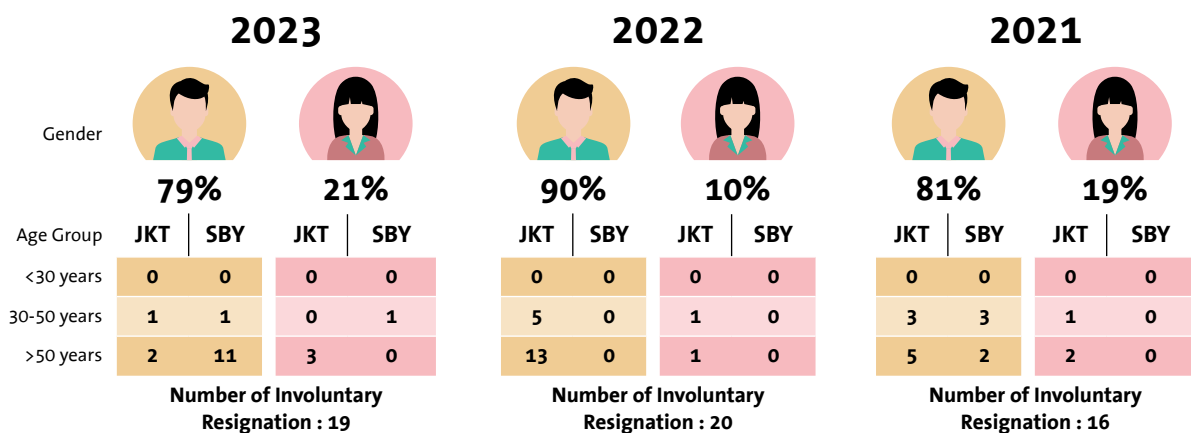 2023 2022 2021
Gender
79% 21% 90% 10% 81% 19%
Age Group JKT SBY JKT SBY JKT SBY JKT SBY JKT SBY JKT SBY
<30 years 0 0 0 0 0 0 0 0 0 0 0 0
30-50 years 1 1 0 1 5 0 1 0 3 3 1 0
>50 years 2 11 3 0 13 0 1 0 5 2 2 0
Number of Involuntary Number of Involuntary Number of Involuntary
Resignation : 19 Resignation : 20 Resignation : 16